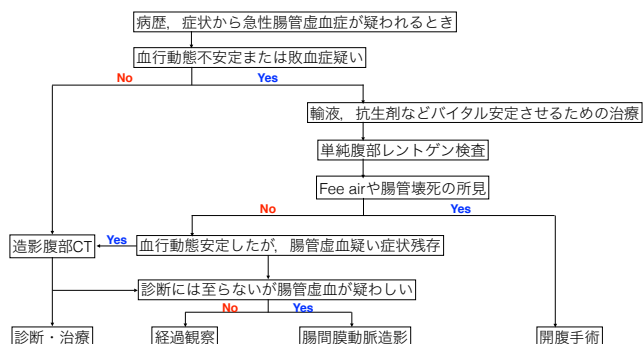 病歴，症状から急性腸管虚血症が疑われるとき
血行動態不安定または敗血症疑い
No
Yes
輸液，抗生剤などバイタル安定させるための治療
単純腹部レントゲン検査
Fee airや腸管壊死の所見
No
Yes
造影腹部CT
Yes
血行動態安定したが，腸管虚血疑い症状残存
診断には至らないが腸管虚血が疑わしい
No
Yes
診断・治療
経過観察
腸間膜動脈造影
開腹手術